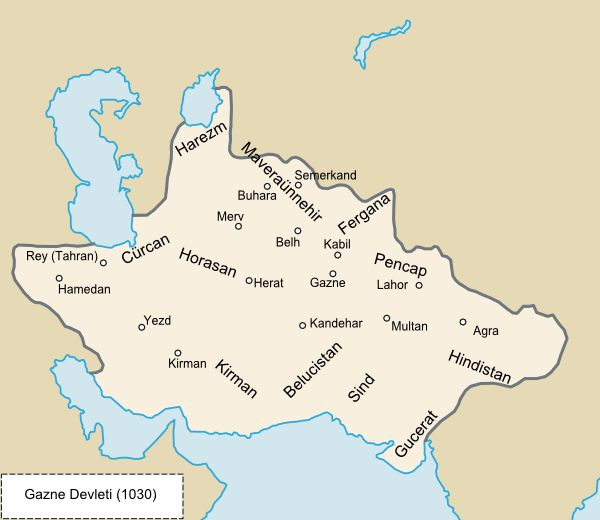 Harezm
Maveraünnehir
Semerkand
Buhara
Fergana
Merv
Belh
Kabil
Cürcan
Rey (Tahran)
Horasan
Pencap
Hamedan
Herat
Gazne
Lahor
Yezd
Kandehar
Multan
Agra
Kirman
Kirman
Belucistan
Sind
Hindistan
Gucerat
Gazne Devleti (1030)